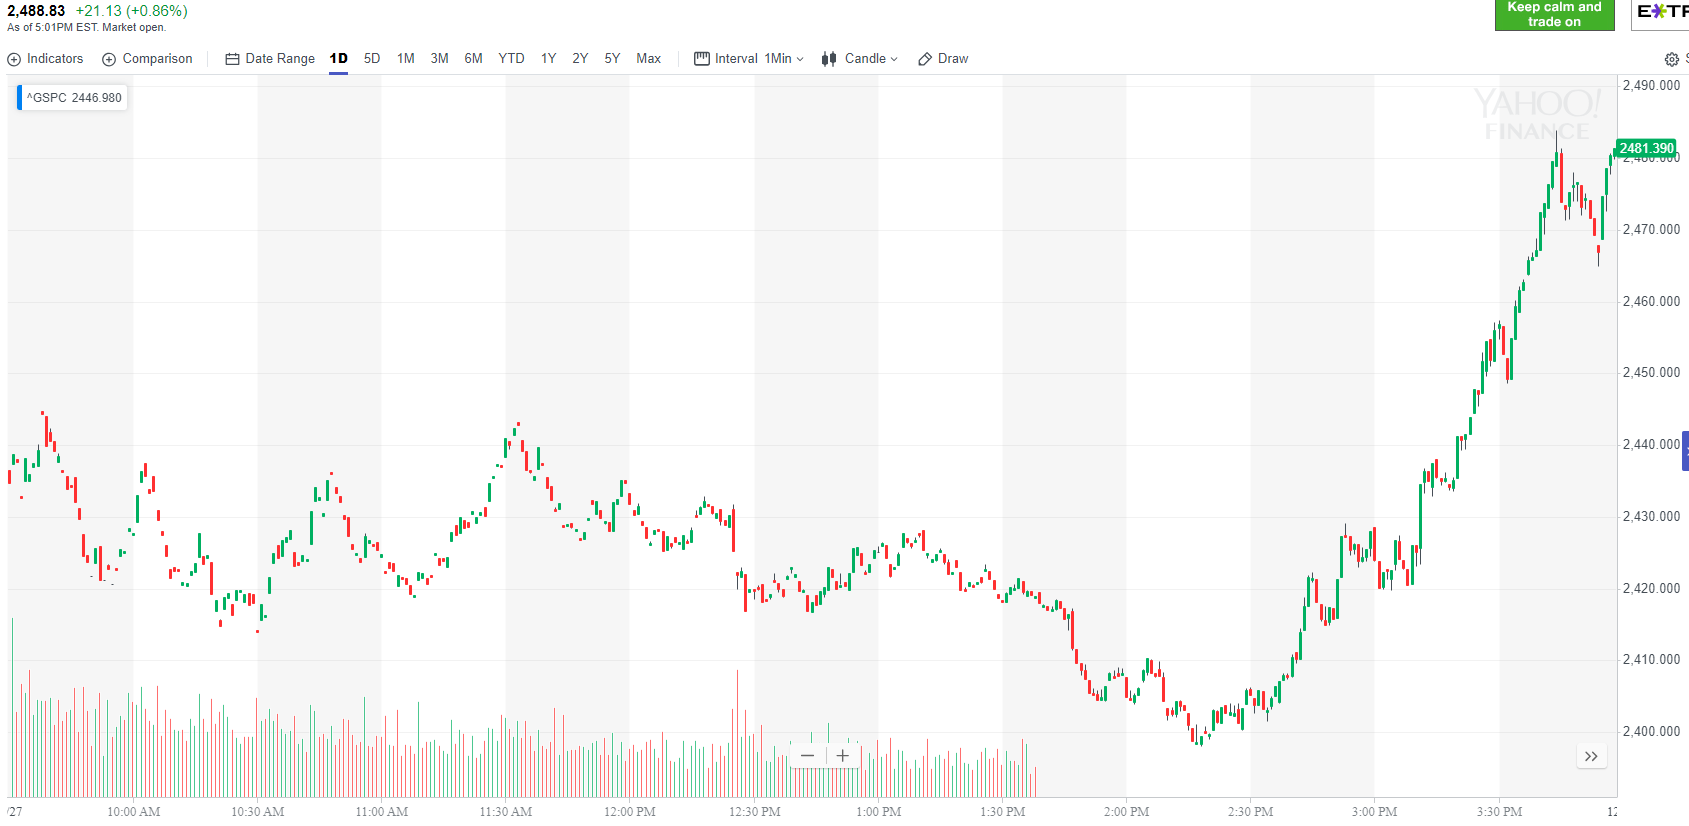 2,488.83 +21.13 (+0.86%)
As of 5:01PM EST. Market open.
Keep calm and
trade on
Indicators Comparison Date Range 1D 5D 1M 3M 6M YTD 1Y 2Y 5Y Max Interval 1Min Candle Draw
^GSPC 2446.980
YAHOO!
FINANCE
2,490.000
2481.390
2,480.000
2,470.000
2,460.000
2,450.000
2,440.000
2,430.000
2,420.000
2,410.000
2,400.000
/27 10:00 AM 10:30 AM 11:00 AM 11:30 AM 12:00 PM 12:30 PM 1:00 PM 1:30 PM 2:00 PM 2:30 PM 3:00 PM 3:30 PM 12